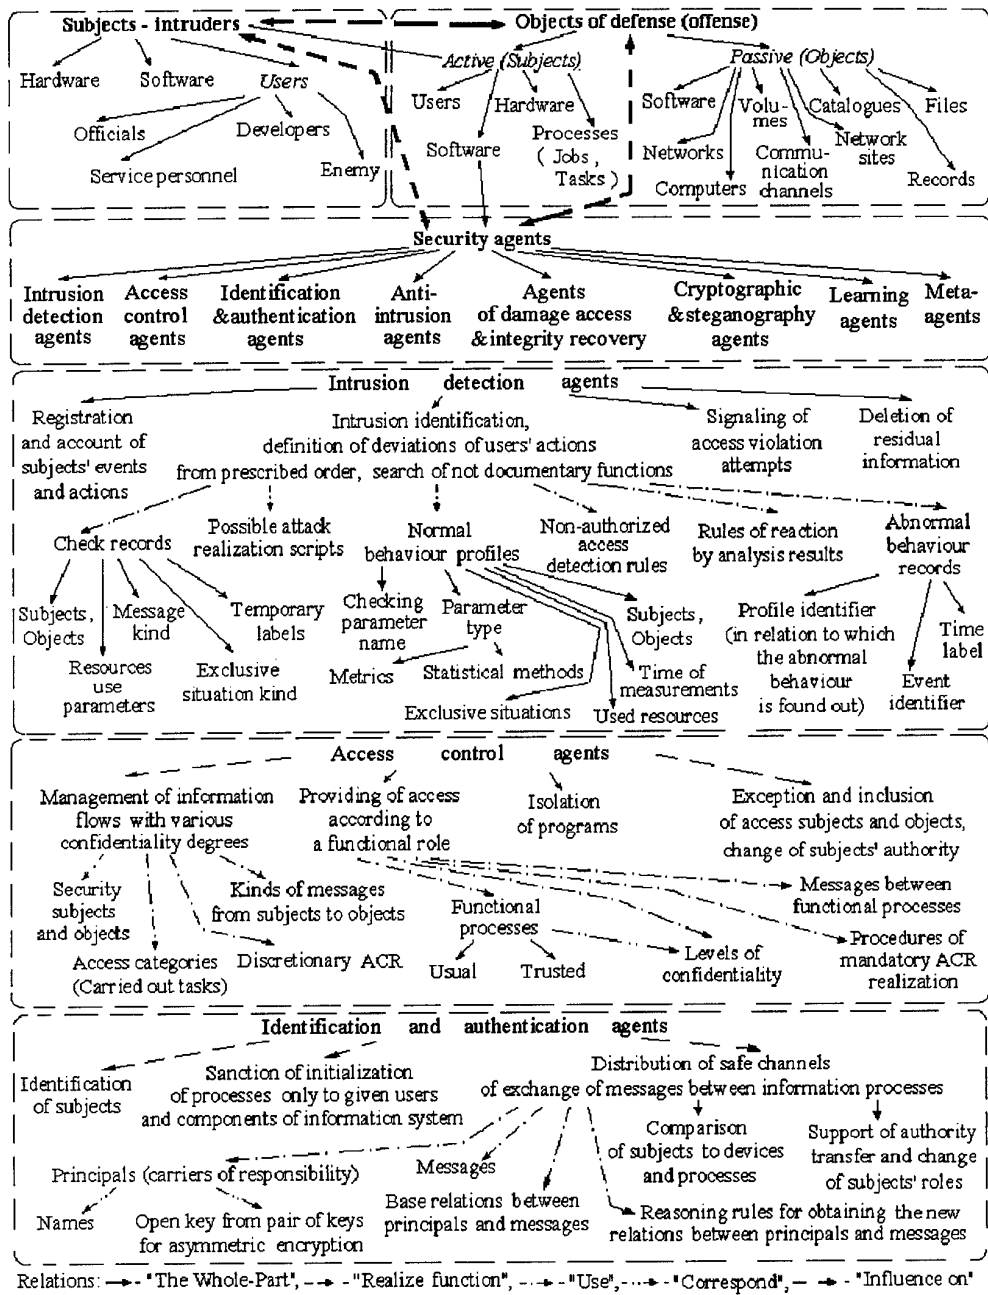 Subjects - intruders
Objects of defense (offense)
Hardware
Software
Users
Officials
Developers
Service personnel
Enemy
Active (Subjects)
Users
Hardware
Software
Processes
( Jobs ,
Tasks )
Passive (Objects)
Software
Volu-
mes
Catalogues
Files
Networks
Commu-
nication
channels
Network
sites
Computers
Records
Security agents
Intrusion
detection
agents
Access
control
agents
Identification
& authentication
agents
Anti-
intrusion
agents
Agents
of damage access
& integrity recovery
Cryptographic
& steganography
agents
Learning
agents
Meta-
agents
Intrusion detection agents
Registration
and account of
subjects' events
and actions
Intrusion identification,
definition of deviations of users' actions
from prescribed order, search of not documentary functions
Signaling of
access violation
attempts
Deletion of
residual
information
Check records
Possible attack
realization scripts
Normal
behaviour profiles
Non-authorized
access
detection rules
Rules of reaction
by analysis results
Abnormal
behaviour
records
Subjects,
Objects
Message
kind
Temporary
labels
Resources
use
parameters
Exclusive
situation kind
Checking
parameter
name
Parameter
type
Metrics
Statistical methods
Exclusive situations
Subjects,
Objects
Time of
measurements
Used resources
Profile identifier
(in relation to which
the abnormal
behaviour
is found out)
Event
identifier
Time
label
Access control agents
Management of information
flows with various
confidentiality degrees
Providing of access
according to
a functional role
Isolation
of programs
Exception and inclusion
of access subjects and objects,
change of subjects' authority
Security
subjects
and objects
Kinds of messages
from subjects to objects
Access categories
(Carried out tasks)
Discretionary ACR
Functional
processes
Usual
Trusted
Levels of
confidentiality
Messages between
functional processes
Procedures of
mandatory ACR
realization
Identification and authentication agents
Identification
of subjects
Sanction of initialization
of processes only to given users
and components of information system
Distribution of safe channels
of exchange of messages between information processes
Principals (carriers of responsibility)
Messages
Comparison
of subjects to devices
and processes
Support of authority
transfer and change
of subjects' roles
Names
Open key from pair of keys
for asymmetric encryption
Base relations between
principals and messages
Reasoning rules for obtaining the new
relations between principals and messages
Relations: - "The Whole-Part", - "Realize function", - "Use", - "Correspond", - "Influence on"